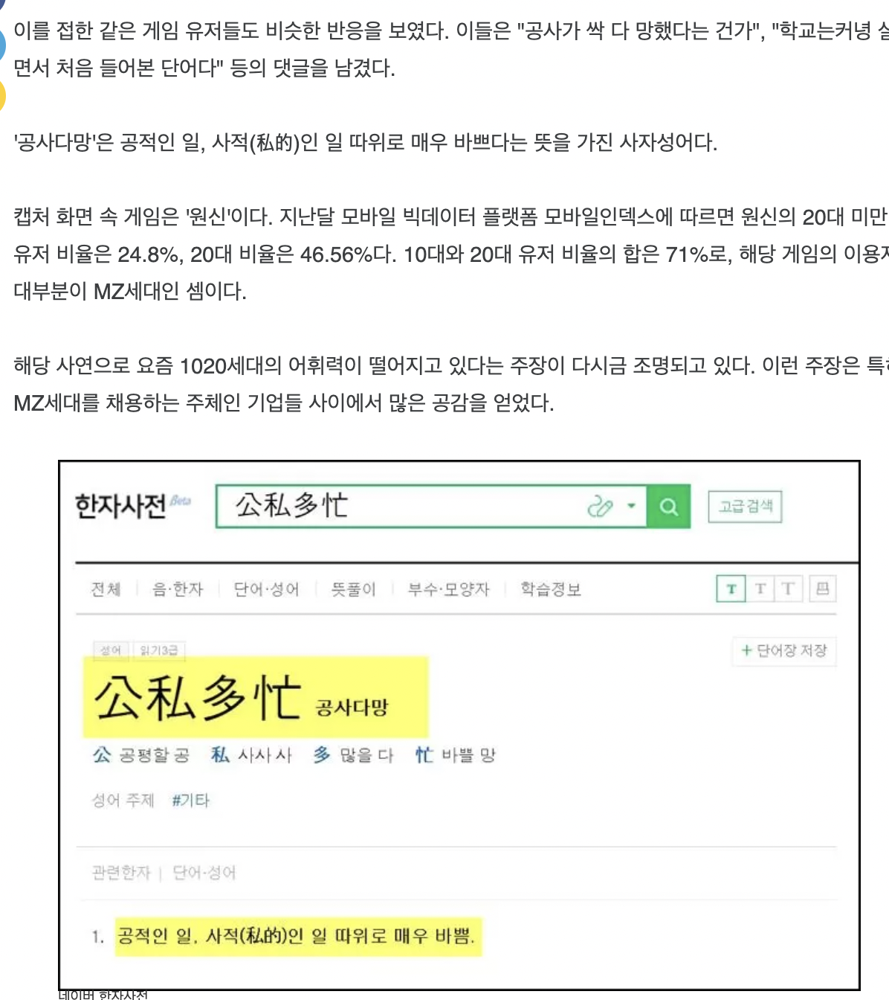 이를 접한 같은 게임 유저들도 비슷한 반응을 보였다. 이들은 "공사가 싹 다 망했다는 건가", "학교는커녕
면서 처음 들어본 단어다" 등의 댓글을 남겼다.
'공사다망'은 공적인 일, 사적(私的)인 일 따위로 매우 바쁘다는 뜻을 가진 사자성어다.
캡처 화면 속 게임은 '원신'이다. 지난달 모바일 빅데이터 플랫폼 모바일인덱스에 따르면 원신의 20대 미만
유저 비율은 24.8%, 20대 비율은 46.56%다. 10대와 20대 유저 비율의 합은 71%로, 해당 게임의 이용자
대부분이 MZ세대인 셈이다.
해당 사연으로 요즘 1020세대의 어휘력이 떨어지고 있다는 주장이 다시금 조명되고 있다. 이런 주장은 특히
MZ세대를 채용하는 주체인 기업들 사이에서 많은 공감을 얻었다.
한자사전 Beta 公私多忙 고급검색
전체 음·한자 단어·성어 뜻풀이 부수·모양자 학습정보 T T T
성어 읽기3급 + 단어장 저장
公私多忙 공사다망
公 공평할 공 私 사사 사 多 많을 다 忙 바쁠 망
성어 주제 #기타
관련한자 | 단어·성어
1. 공적인 일, 사적(私的)인 일 따위로 매우 바쁨.
네이버 한자사전